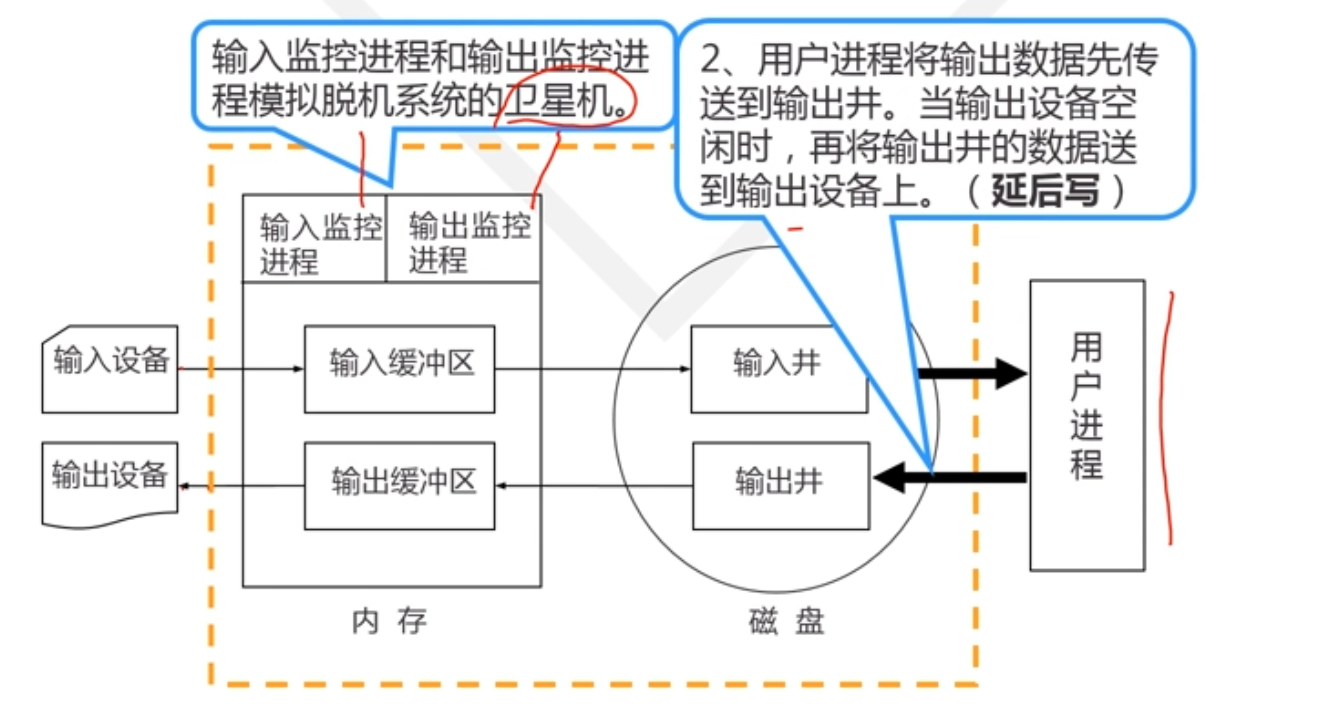 输入监控进程和输出监控进
程模拟脱机系统的卫星机。
2、用户进程将输出数据先传
送到输出井。当输出设备空
闲时，再将输出井的数据送
到输出设备上。（延后写）
输入监控
进程
输出监控
进程
输入设备
输入缓冲区
输入井
用
户
进
程
输出设备
输出缓冲区
输出井
内 存
磁 盘